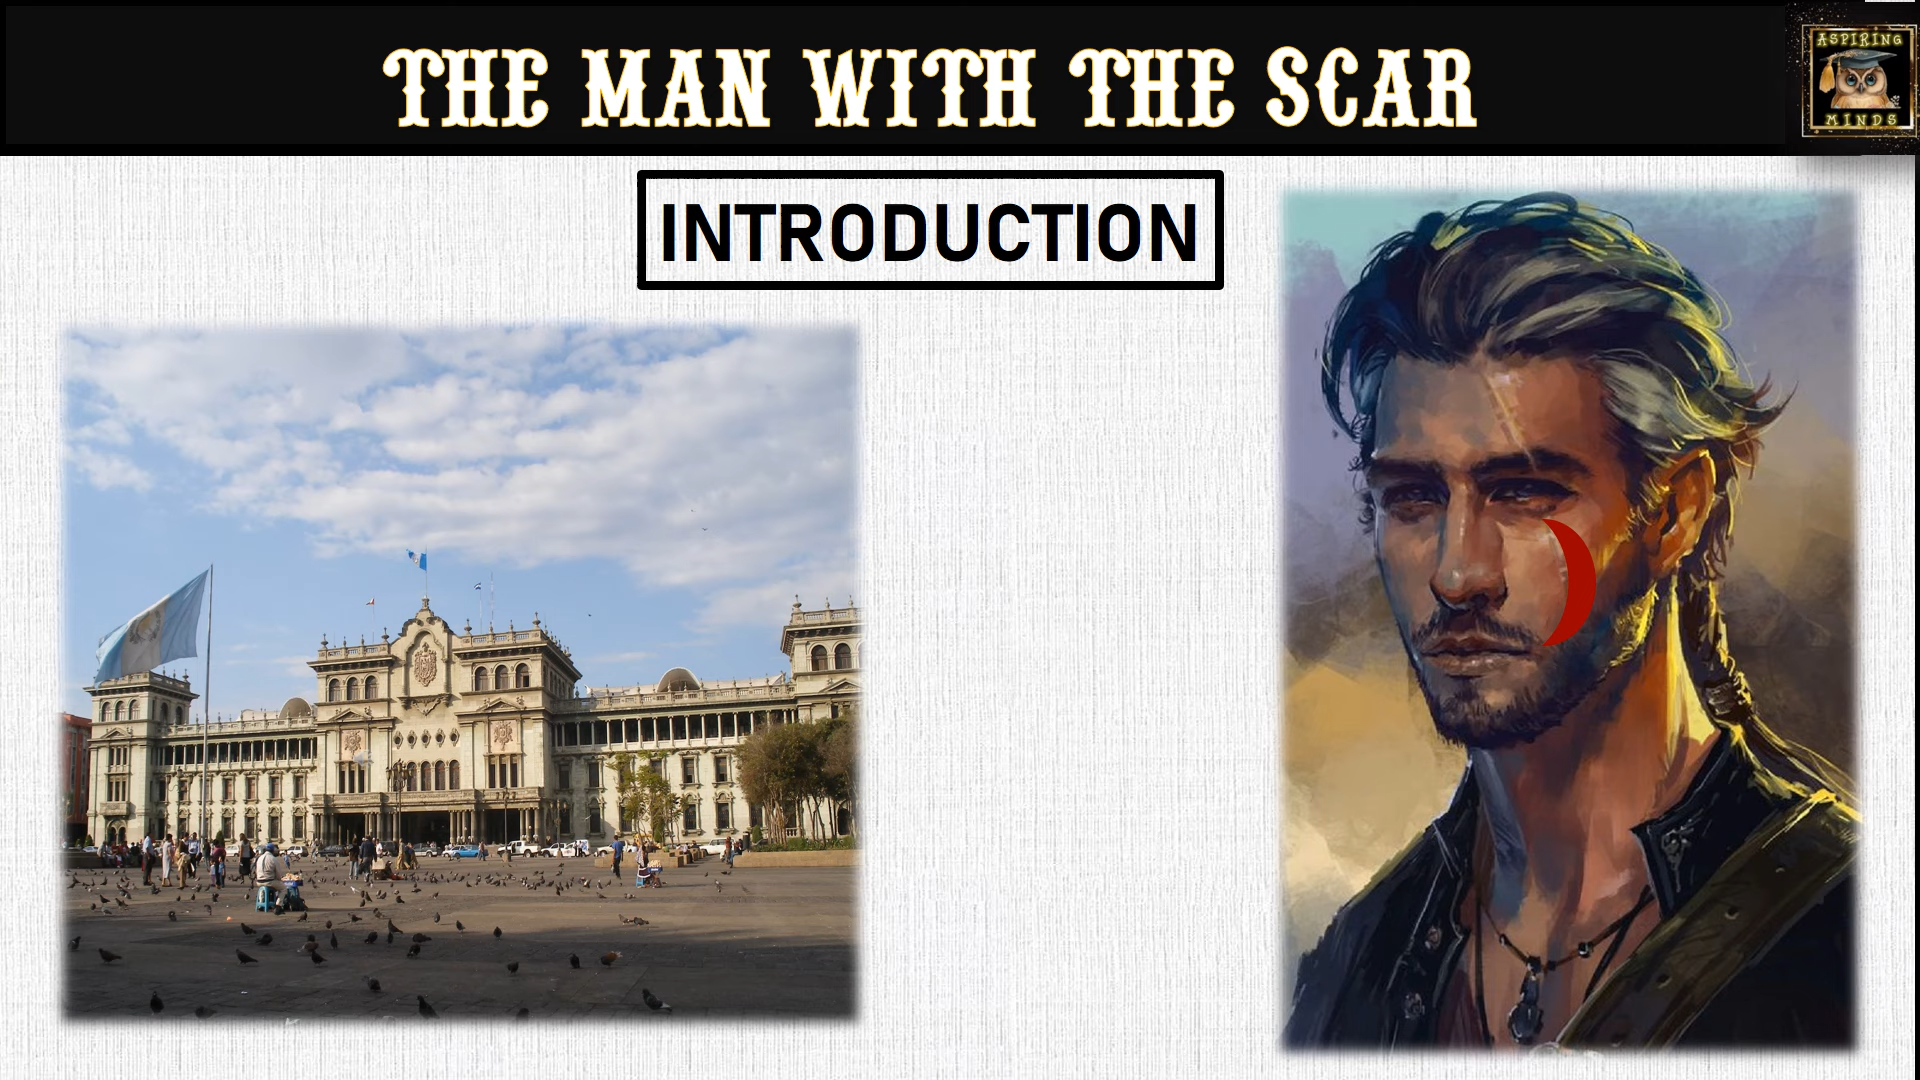 THE MAN WITH THE SCAR
ASPIRING
MINDS
INTRODUCTION